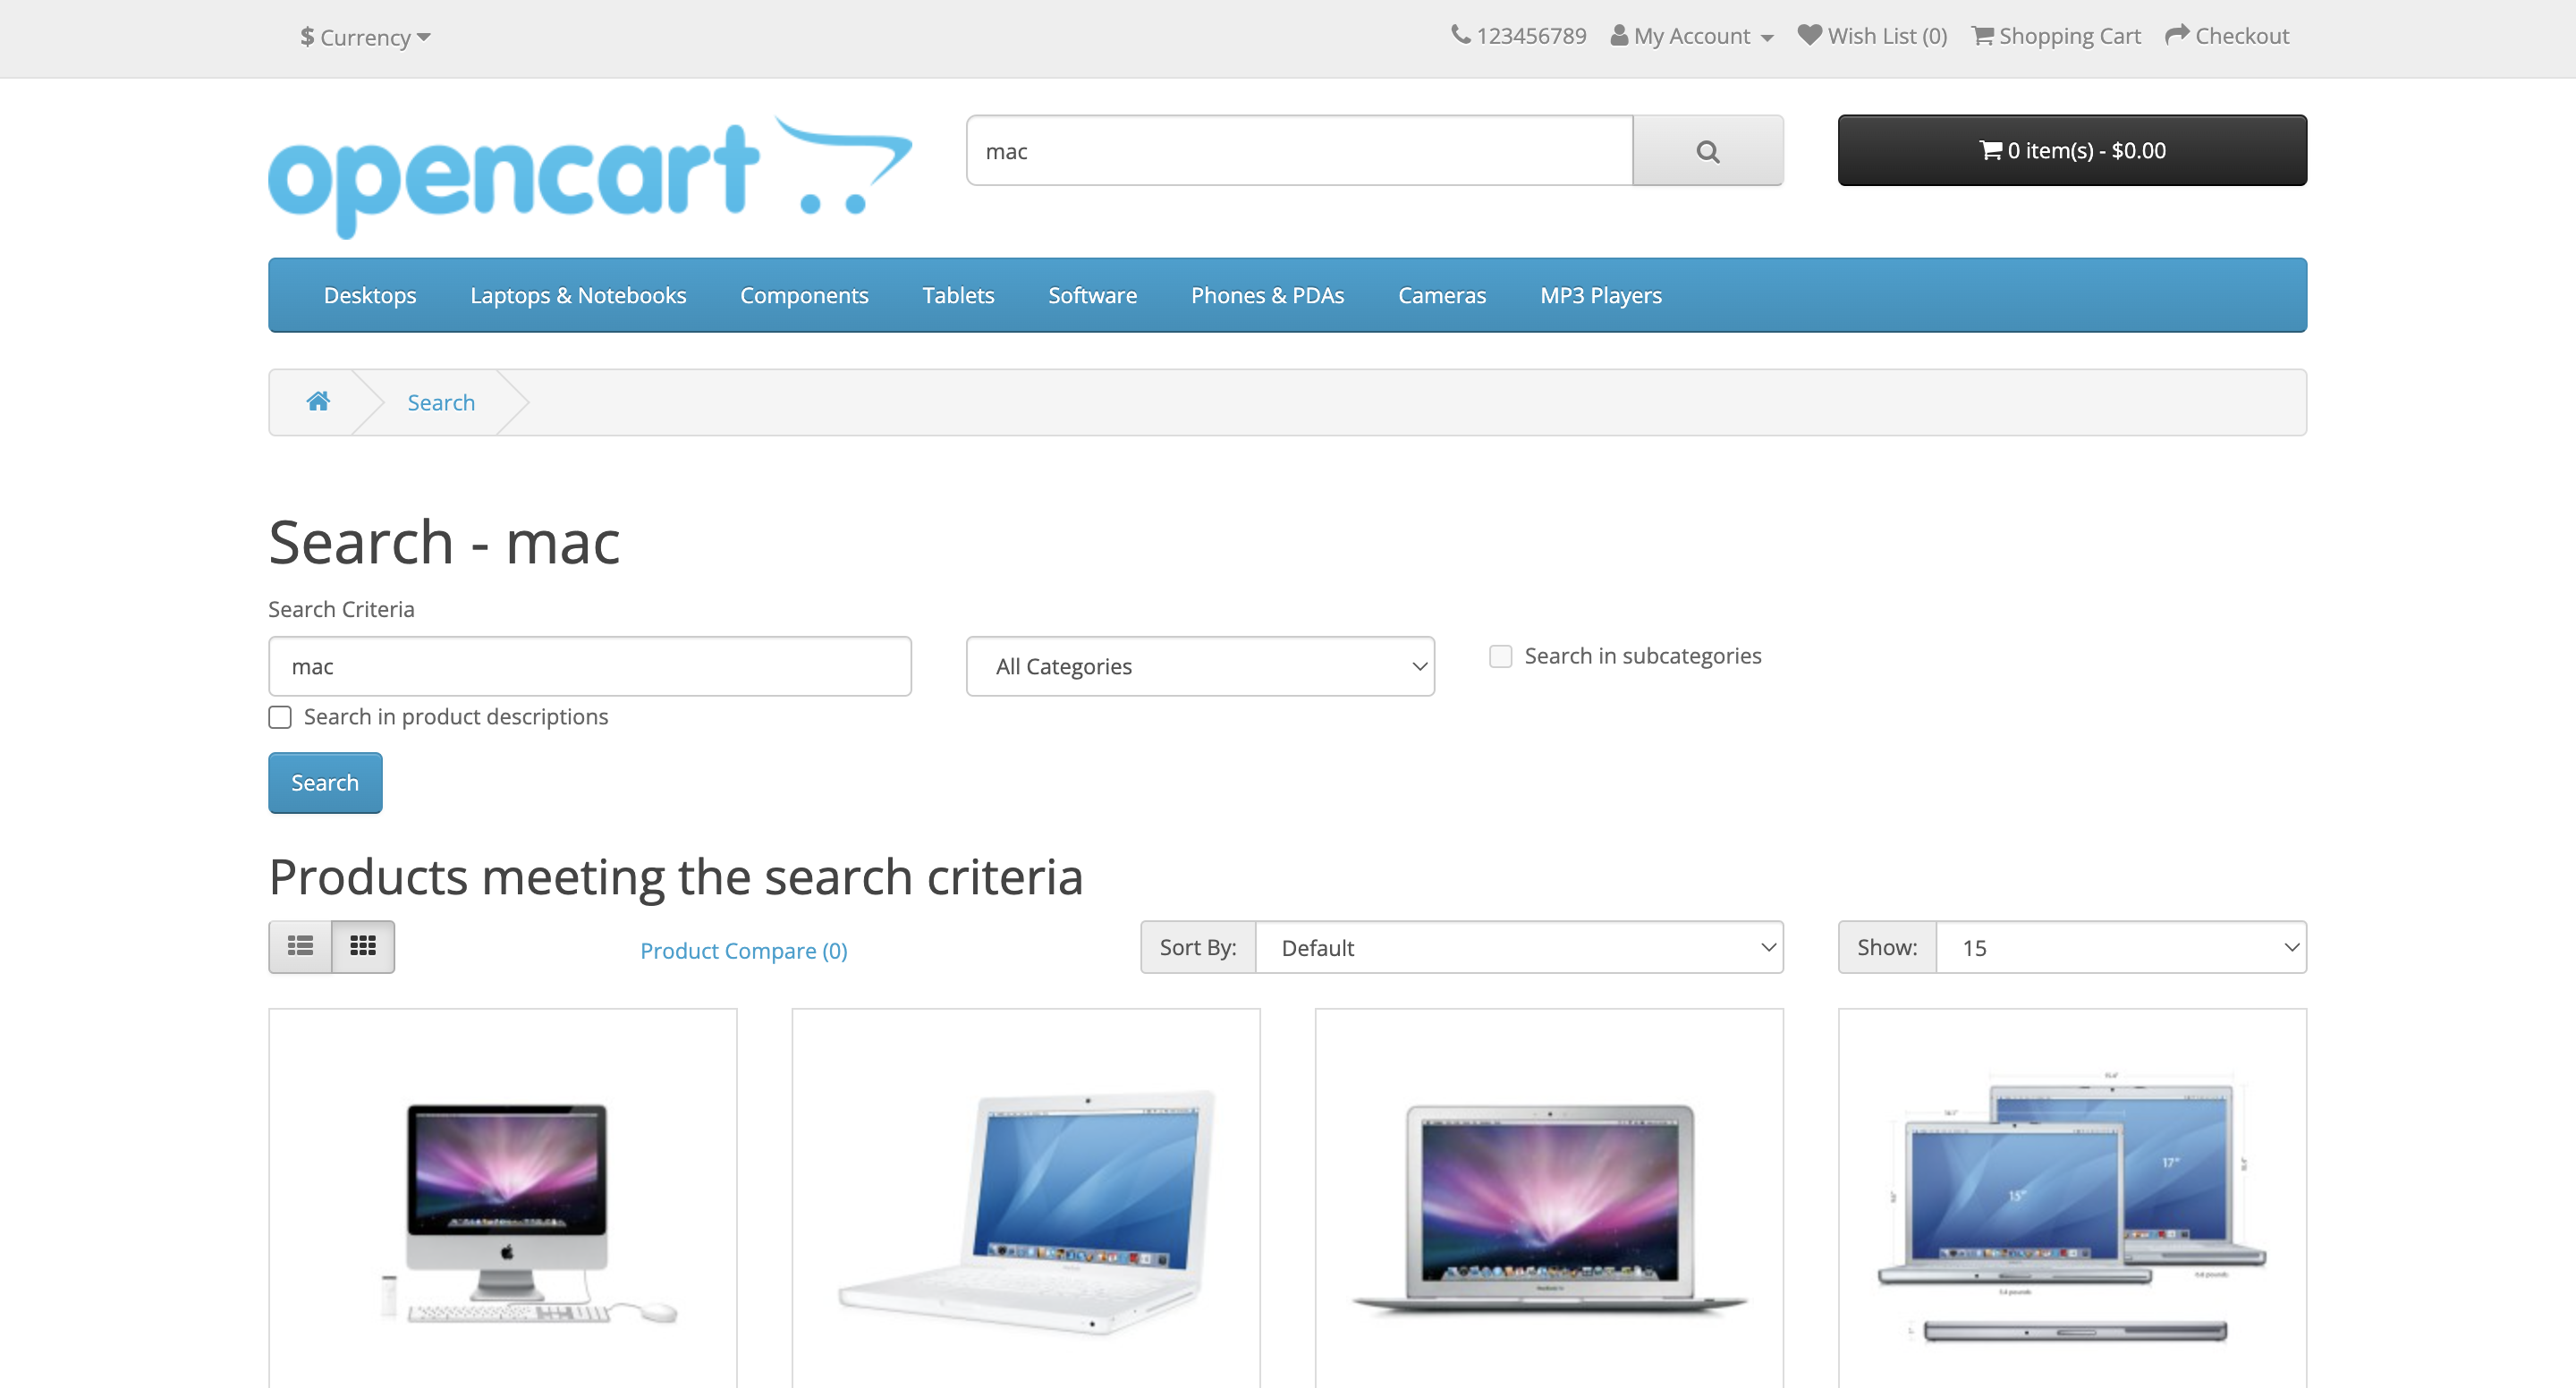 $ Currency
123456789 My Account Wish List (0) Shopping Cart Checkout
opencart
mac
0 item(s) - $0.00
Desktops Laptops & Notebooks Components Tablets Software Phones & PDAs Cameras MP3 Players
Search
Search - mac
Search Criteria
mac
All Categories
Search in subcategories
Search in product descriptions
Search
Products meeting the search criteria
Product Compare (0)
Sort By: Default
Show: 15
15"
17"